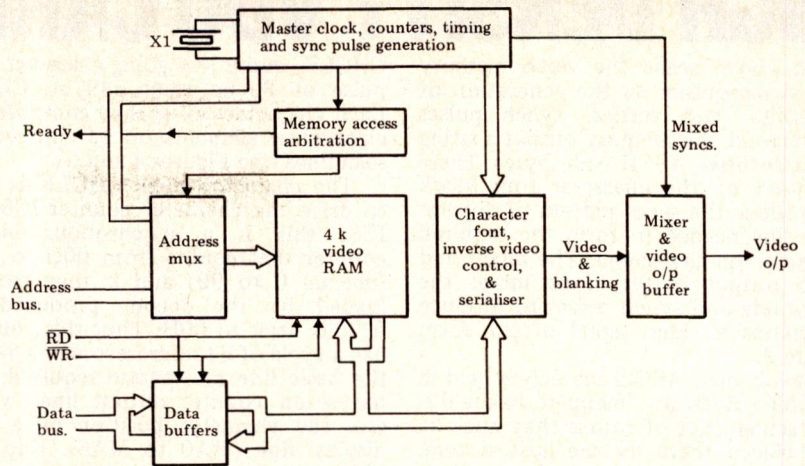 X1
Master clock, counters, timing
and sync pulse generation
Ready
Memory access
arbitration
Mixed
syncs.
Address
mux
4 k
video
RAM
Character
font,
inverse video
control,
&
serialiser
Video
&
blanking
Mixer
&
video
o/p
buffer
Video
o/p
Address
bus.
RD
WR
Data
bus.
Data
buffers